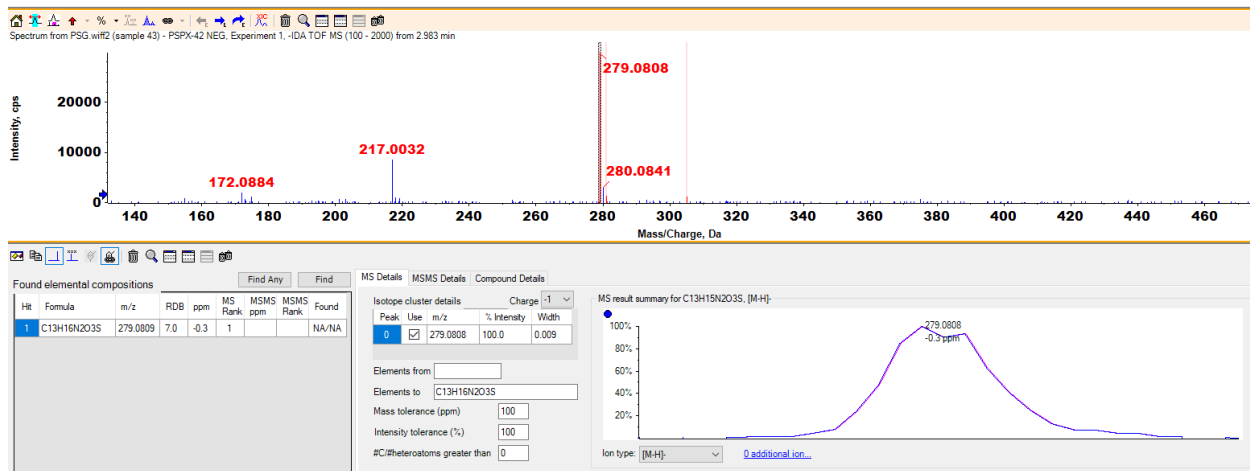 %
XIC
Spectrum from PSG.wiff2 (sample 43) - PSPX-42 NEG, Experiment 1, -IDA TOF MS (100 - 2000) from 2.983 min
279.0808
20000
Intensity, cps
10000
217.0032
280.0841
172.0884
0
140 160 180 200 220 240 260 280 300 320 340 360 380 400 420 440 460
Mass/Charge, Da
Found elemental compositions
Find Any Find
Hit Formula m/z RDB ppm MS Rank MSMS ppm MSMS Rank Found
1 C13H16N2O3S 279.0809 7.0 -0.3 1 NA/NA
MS Details MSMS Details Compound Details
Isotope cluster details Charge -1
Peak Use m/z % Intensity Width
0 279.0808 100.0 0.009
Elements from
Elements to C13H16N2O3S
Mass tolerance (ppm) 100
Intensity tolerance (%) 100
#C/#heteroatoms greater than 0
MS result summary for C13H15N2O3S, [M-H]-
100%
279.0808
-0.3 ppm
80%
60%
40%
20%
Ion type: [M-H]- 0 additional ion...